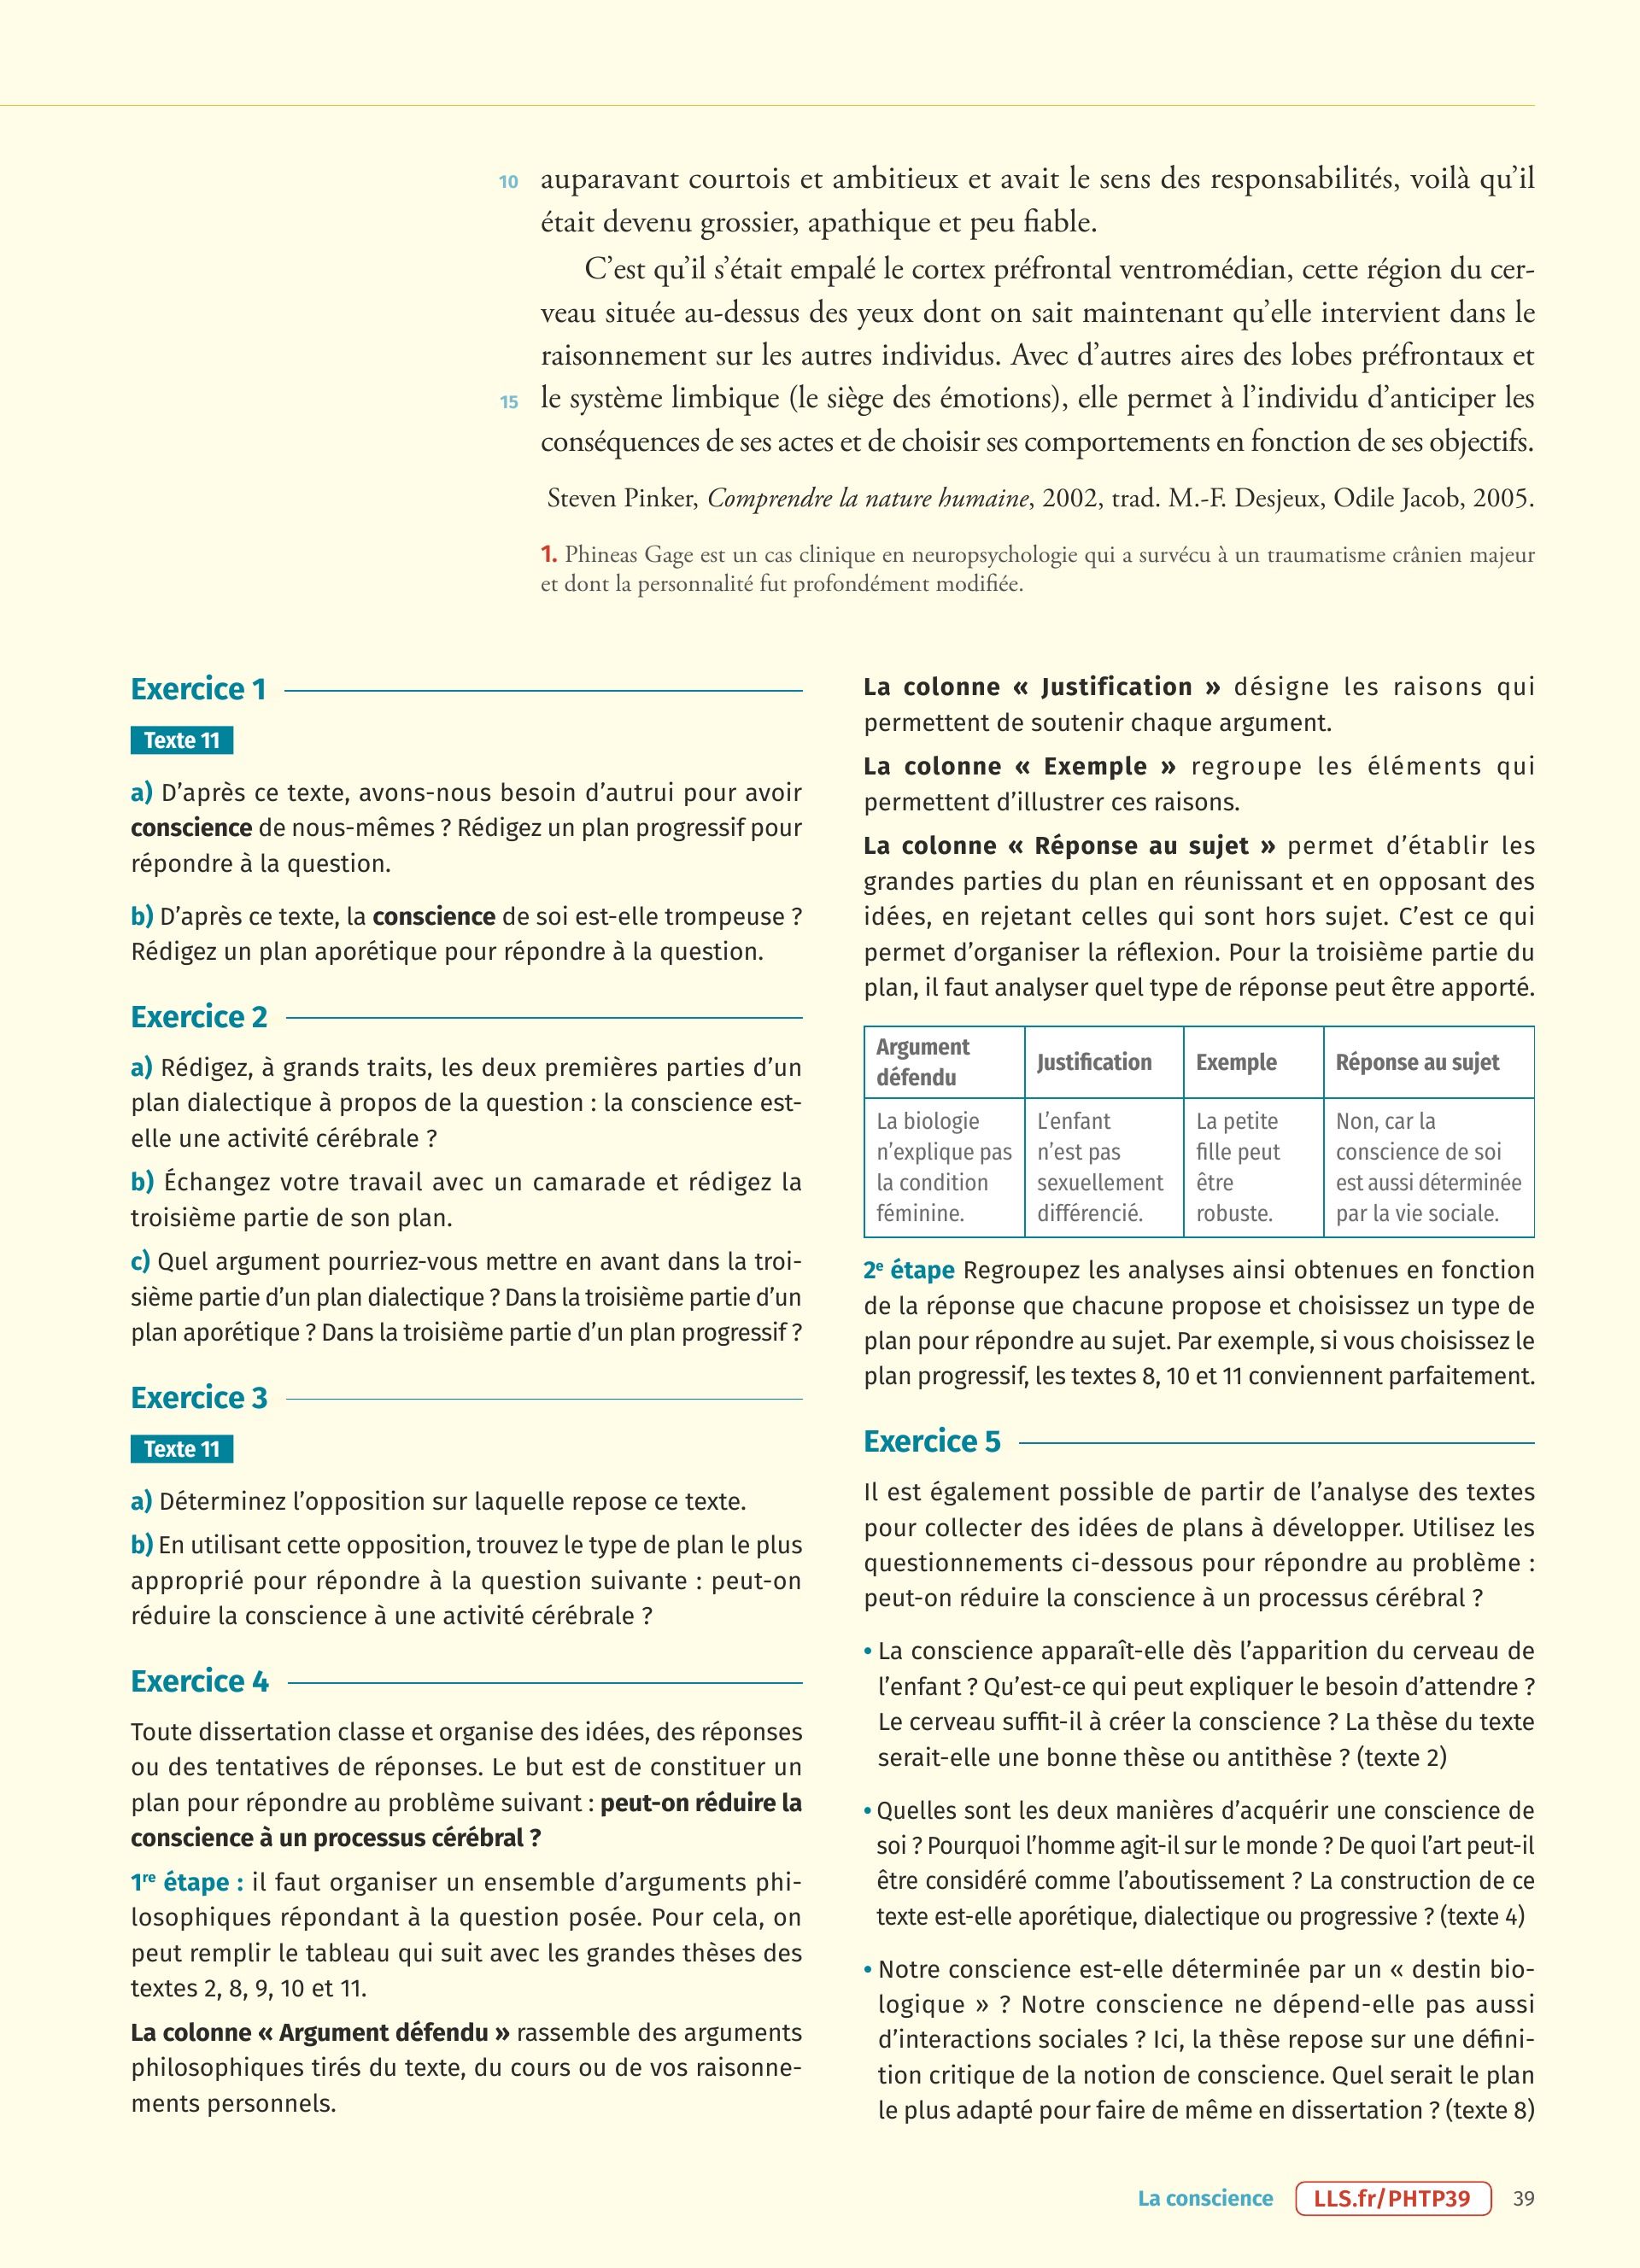 10 auparavant courtois et ambitieux et avait le sens des responsabilités, voilà qu’il
était devenu grossier, apathique et peu fiable.
C’est qu’il s’était empalé le cortex préfrontal ventromédian, cette région du cer-
veau située au-dessus des yeux dont on sait maintenant qu’elle intervient dans le
raisonnement sur les autres individus. Avec d’autres aires des lobes préfrontaux et
15 le système limbique (le siège des émotions), elle permet à l’individu d’anticiper les
conséquences de ses actes et de choisir ses comportements en fonction de ses objectifs.
Steven Pinker, Comprendre la nature humaine, 2002, trad. M.-F. Desjeux, Odile Jacob, 2005.
1. Phineas Gage est un cas clinique en neuropsychologie qui a survécu à un traumatisme crânien majeur
et dont la personnalité fut profondément modifiée.
Exercice 1
Texte 11
a) D’après ce texte, avons-nous besoin d’autrui pour avoir
conscience de nous-mêmes ? Rédigez un plan progressif pour
répondre à la question.
b) D’après ce texte, la conscience de soi est-elle trompeuse ?
Rédigez un plan aporétique pour répondre à la question.
Exercice 2
a) Rédigez, à grands traits, les deux premières parties d’un
plan dialectique à propos de la question : la conscience est-
elle une activité cérébrale ?
b) Échangez votre travail avec un camarade et rédigez la
troisième partie de son plan.
c) Quel argument pourriez-vous mettre en avant dans la troi-
sième partie d’un plan dialectique ? Dans la troisième partie d’un
plan aporétique ? Dans la troisième partie d’un plan progressif ?
Exercice 3
Texte 11
a) Déterminez l’opposition sur laquelle repose ce texte.
b) En utilisant cette opposition, trouvez le type de plan le plus
approprié pour répondre à la question suivante : peut-on
réduire la conscience à une activité cérébrale ?
Exercice 4
Toute dissertation classe et organise des idées, des réponses
ou des tentatives de réponses. Le but est de constituer un
plan pour répondre au problème suivant : peut-on réduire la
conscience à un processus cérébral ?
1re étape : il faut organiser un ensemble d’arguments phi-
losophiques répondant à la question posée. Pour cela, on
peut remplir le tableau qui suit avec les grandes thèses des
textes 2, 8, 9, 10 et 11.
La colonne « Argument défendu » rassemble des arguments
philosophiques tirés du texte, du cours ou de vos raisonne-
ments personnels.
La colonne « Justification » désigne les raisons qui
permettent de soutenir chaque argument.
La colonne « Exemple » regroupe les éléments qui
permettent d’illustrer ces raisons.
La colonne « Réponse au sujet » permet d’établir les
grandes parties du plan en réunissant et en opposant des
idées, en rejetant celles qui sont hors sujet. C’est ce qui
permet d’organiser la réflexion. Pour la troisième partie du
plan, il faut analyser quel type de réponse peut être apporté.
Argument
défendu
Justification
Exemple
Réponse au sujet
La biologie
n’explique pas
la condition
féminine.
L’enfant
n’est pas
sexuellement
différencié.
La petite
fille peut
être
robuste.
Non, car la
conscience de soi
est aussi déterminée
par la vie sociale.
2e étape Regroupez les analyses ainsi obtenues en fonction
de la réponse que chacune propose et choisissez un type de
plan pour répondre au sujet. Par exemple, si vous choisissez le
plan progressif, les textes 8, 10 et 11 conviennent parfaitement.
Exercice 5
Il est également possible de partir de l’analyse des textes
pour collecter des idées de plans à développer. Utilisez les
questionnements ci-dessous pour répondre au problème :
peut-on réduire la conscience à un processus cérébral ?
• La conscience apparaît-elle dès l’apparition du cerveau de
l’enfant ? Qu’est-ce qui peut expliquer le besoin d’attendre ?
Le cerveau suffit-il à créer la conscience ? La thèse du texte
serait-elle une bonne thèse ou antithèse ? (texte 2)
• Quelles sont les deux manières d’acquérir une conscience de
soi ? Pourquoi l’homme agit-il sur le monde ? De quoi l’art peut-il
être considéré comme l’aboutissement ? La construction de ce
texte est-elle aporétique, dialectique ou progressive ? (texte 4)
• Notre conscience est-elle déterminée par un « destin bio-
logique » ? Notre conscience ne dépend-elle pas aussi
d’interactions sociales ? Ici, la thèse repose sur une défini-
tion critique de la notion de conscience. Quel serait le plan
le plus adapté pour faire de même en dissertation ? (texte 8)
La conscience LLS.fr/PHTP39 39